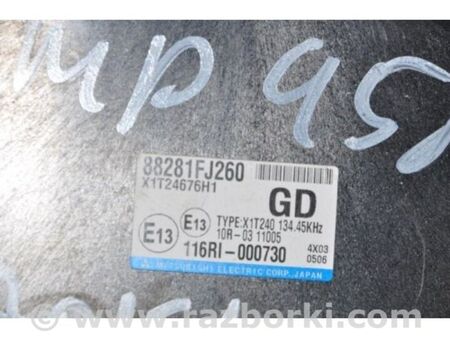 MP 95
88281FJ260
X1T24676H1
GD
E13
E13
TYPE:X1T240 134.45KHz
10R-03 11005
4X03
116RI-000730
0506
MITSUBISHI ELECTRIC CORP.JAPAN
© www.razborki.com